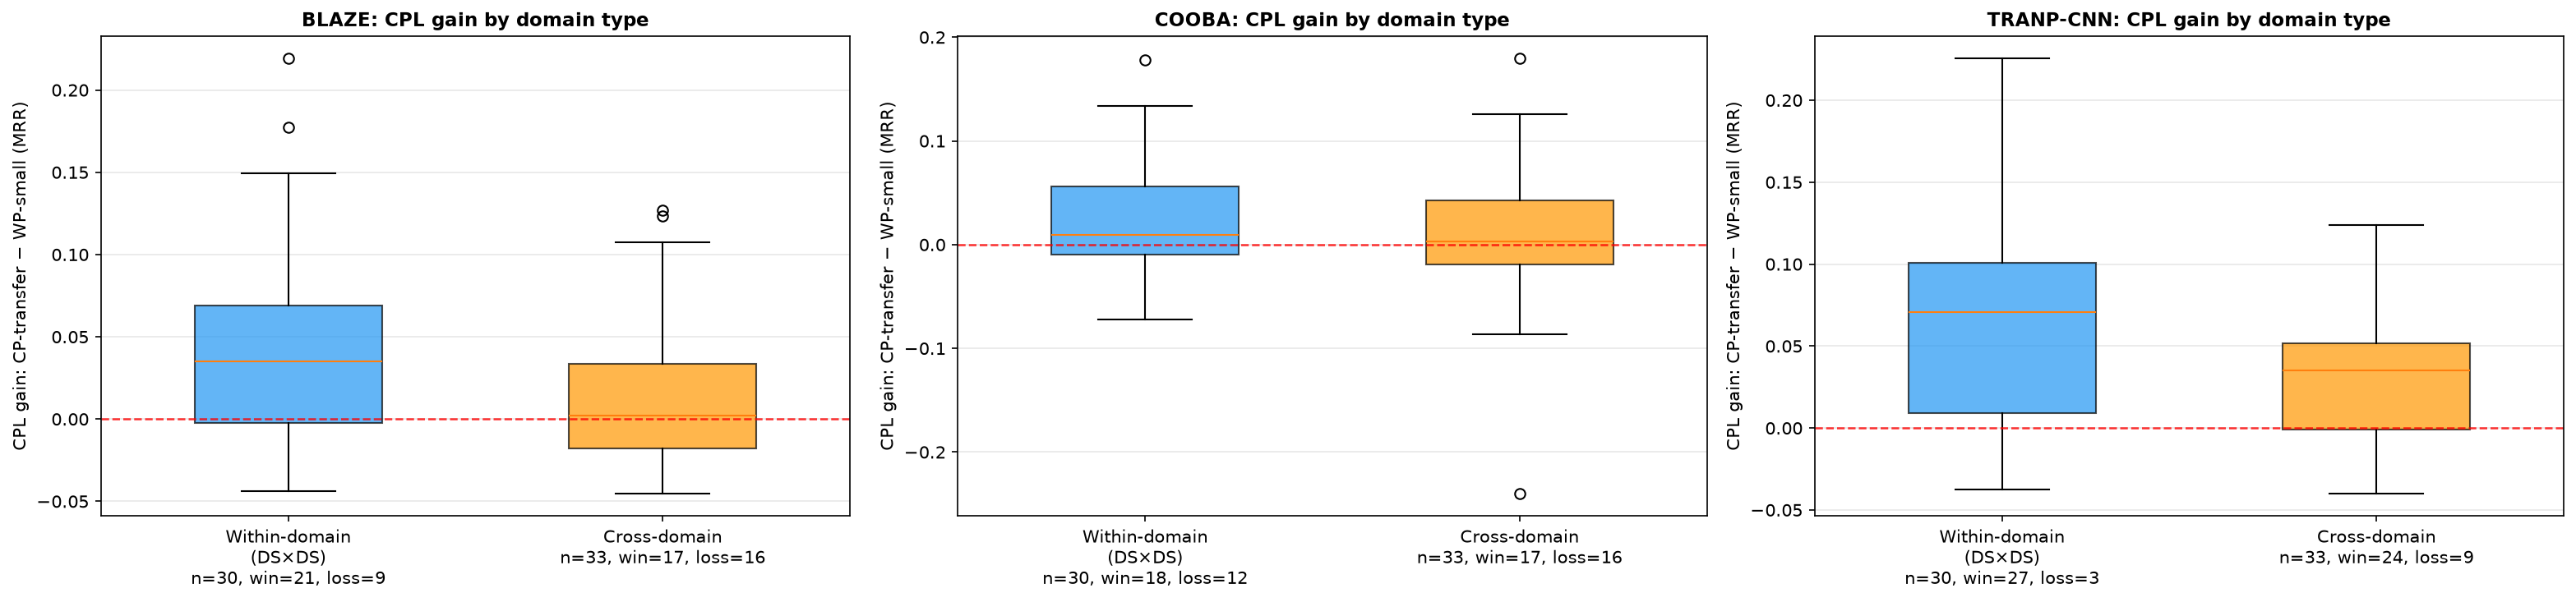 BLAZE: CPL gain by domain type
CPL gain: CP-transfer − WP-small (MRR)
0.20
0.15
0.10
0.05
0.00
−0.05
Within-domain
(DS×DS)
n=30, win=21, loss=9
Cross-domain
n=33, win=17, loss=16
COOBA: CPL gain by domain type
CPL gain: CP-transfer − WP-small (MRR)
0.2
0.1
0.0
−0.1
−0.2
Within-domain
(DS×DS)
n=30, win=18, loss=12
Cross-domain
n=33, win=17, loss=16
TRANP-CNN: CPL gain by domain type
CPL gain: CP-transfer − WP-small (MRR)
0.20
0.15
0.10
0.05
0.00
−0.05
Within-domain
(DS×DS)
n=30, win=27, loss=3
Cross-domain
n=33, win=24, loss=9